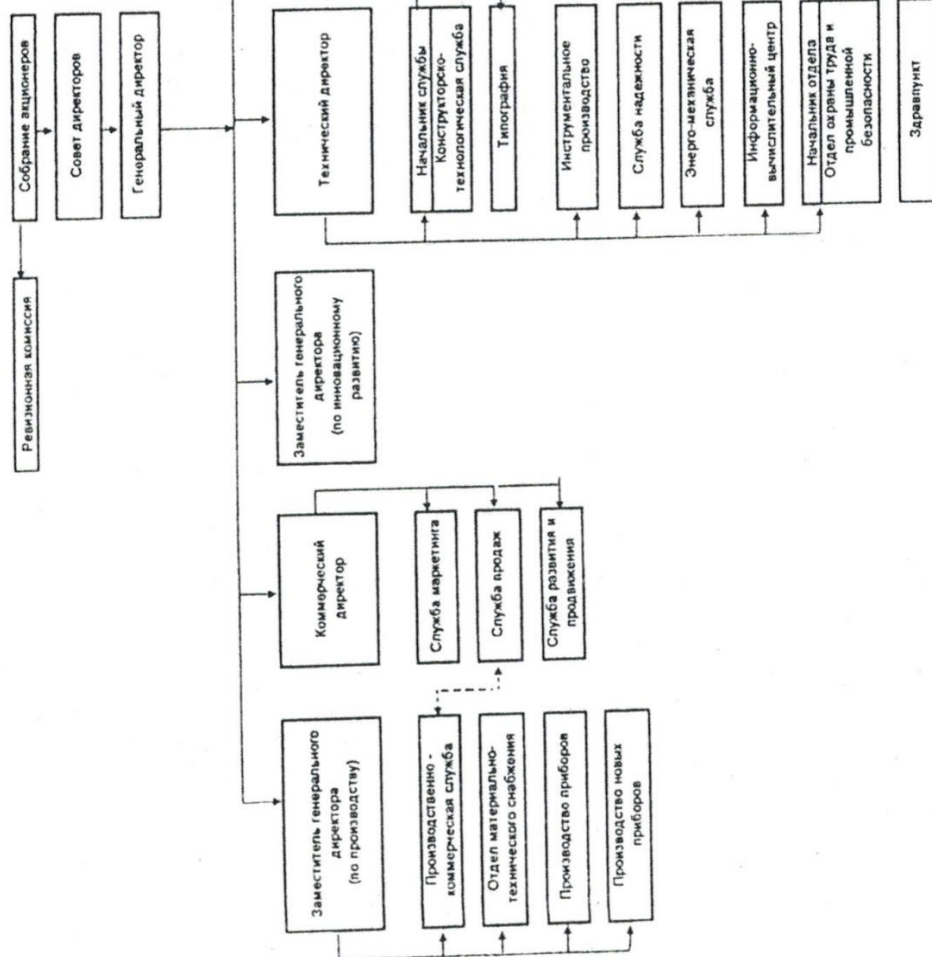 Собрание акционеров
Ревизионная комиссия
Совет директоров
Генеральный директор
Заместитель генерального
директора
(по производству)
Производственно -
коммерческая служба
Отдел материально-
технического снабжения
Производство приборов
Производство новых
приборов
Коммерческий
директор
Служба маркетинга
Служба продаж
Служба развития и
продвижения
Заместитель генерального
директора
(по инновационному
развитию)
Технический директор
Начальник службы
Конструкторско-
технологическая служба
Типография
Инструментальное
производство
Служба надежности
Энерго-механическая
служба
Информационно-
вычислительный центр
Начальник отдела
Отдел охраны труда и
промышленной
безопасности
Здравпункт